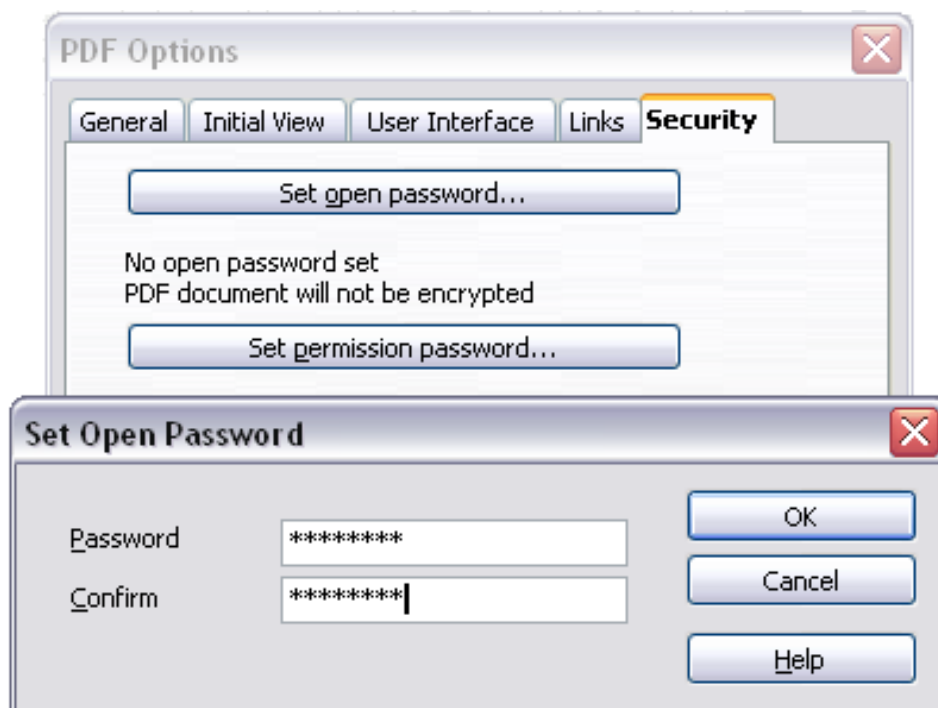 PDF Options
General Initial View User Interface Links Security
Set open password...
No open password set
PDF document will not be encrypted
Set permission password...
Set Open Password
Password ******** OK
Confirm ******** Cancel
Help